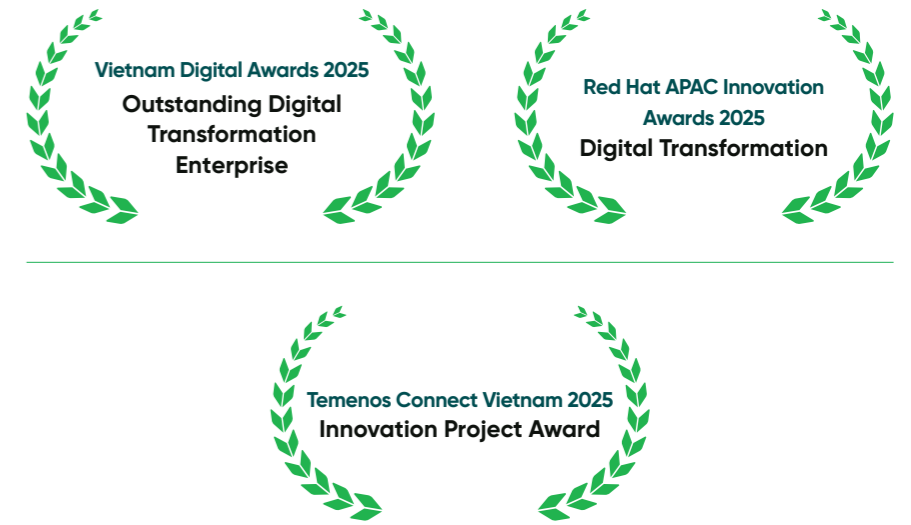 Vietnam Digital Awards 2025
Outstanding Digital
Transformation
Enterprise
Red Hat APAC Innovation
Awards 2025
Digital Transformation
Temenos Connect Vietnam 2025
Innovation Project Award